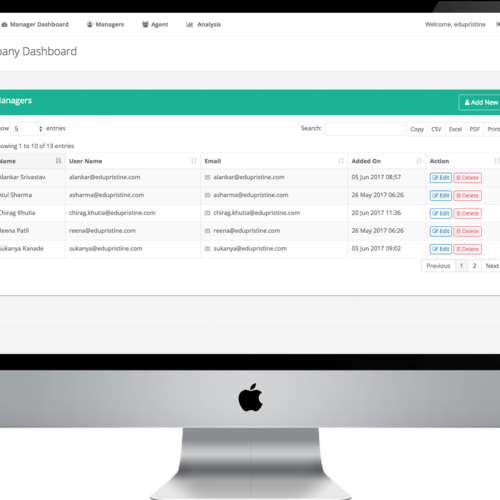 Manager Dashboard Managers Agent Analysis Welcome, edupristine
pany Dashboard
anagers Add New
ow 5 entries Search: Copy CSV Excel PDF Print
howing 1 to 10 of 13 entries
Name User Name Email Added On Action
Alankar Srivastav alankar@edupristine.com alankar@edupristine.com 05 Jun 2017 08:57 Edit Delete
Atul Sharma asharma@edupristine.com asharma@edupristine.com 26 May 2017 06:26 Edit Delete
Chirag Khutia chirag.khutia@edupristine.com chirag.khutia@edupristine.com 20 Jun 2017 11:36 Edit Delete
Reena Patil reena@edupristine.com reena@edupristine.com 26 May 2017 06:26 Edit Delete
Sukanya Kanade sukanya@edupristine.com sukanya@edupristine.com 05 Jun 2017 09:02 Edit Delete
Previous 1 2 Next